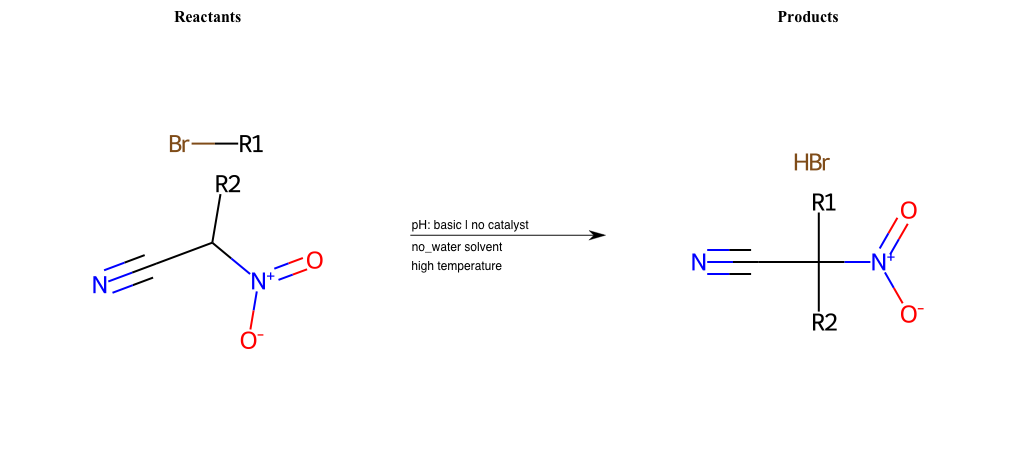 Reactants
Products
Br R1
R2
N
N+
O
O-
pH: basic | no catalyst
no_water solvent
high temperature
HBr
R1
O
N
N+
O-
R2